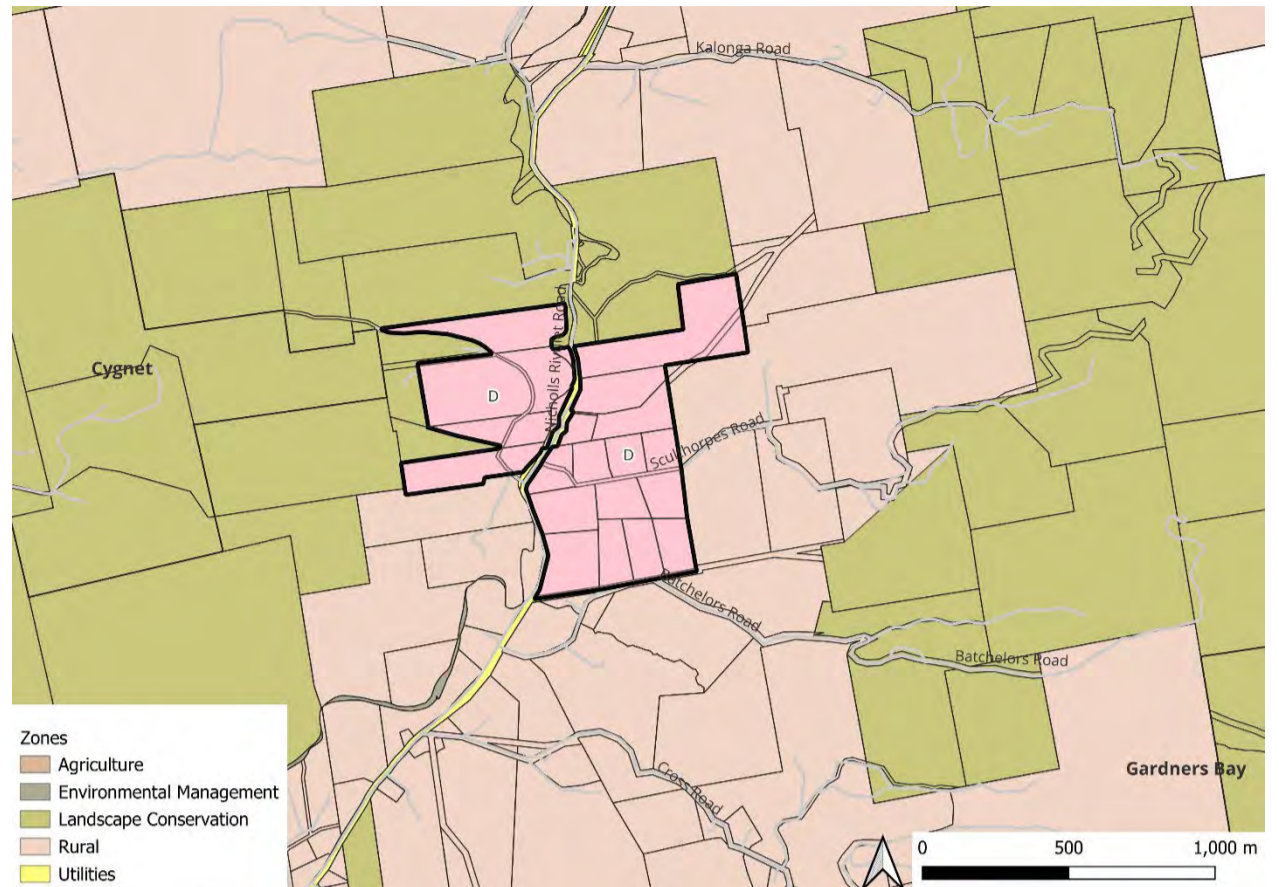 Kalonga Road
Nicholls Rivulet Road
Cygnet
D
D
Sculthorpes Road
Batchelors Road
Batchelors Road
Gardners Bay
Cross Road
Zones
Agriculture
Environmental Management
Landscape Conservation
Rural
Utilities
0 500 1,000 m